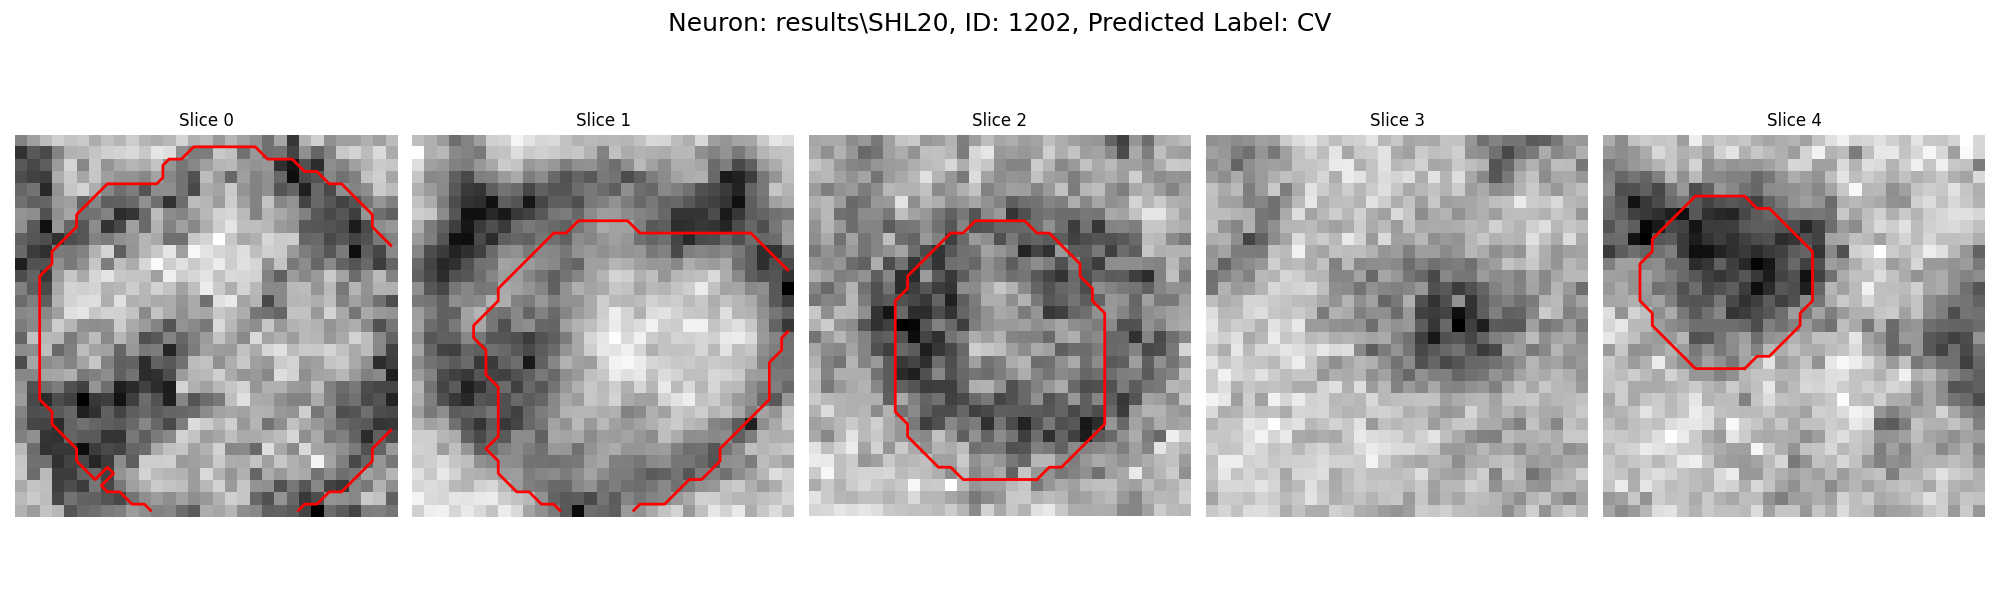 Neuron: results\SHL20, ID: 1202, Predicted Label: CV
Slice 0
Slice 1
Slice 2
Slice 3
Slice 4